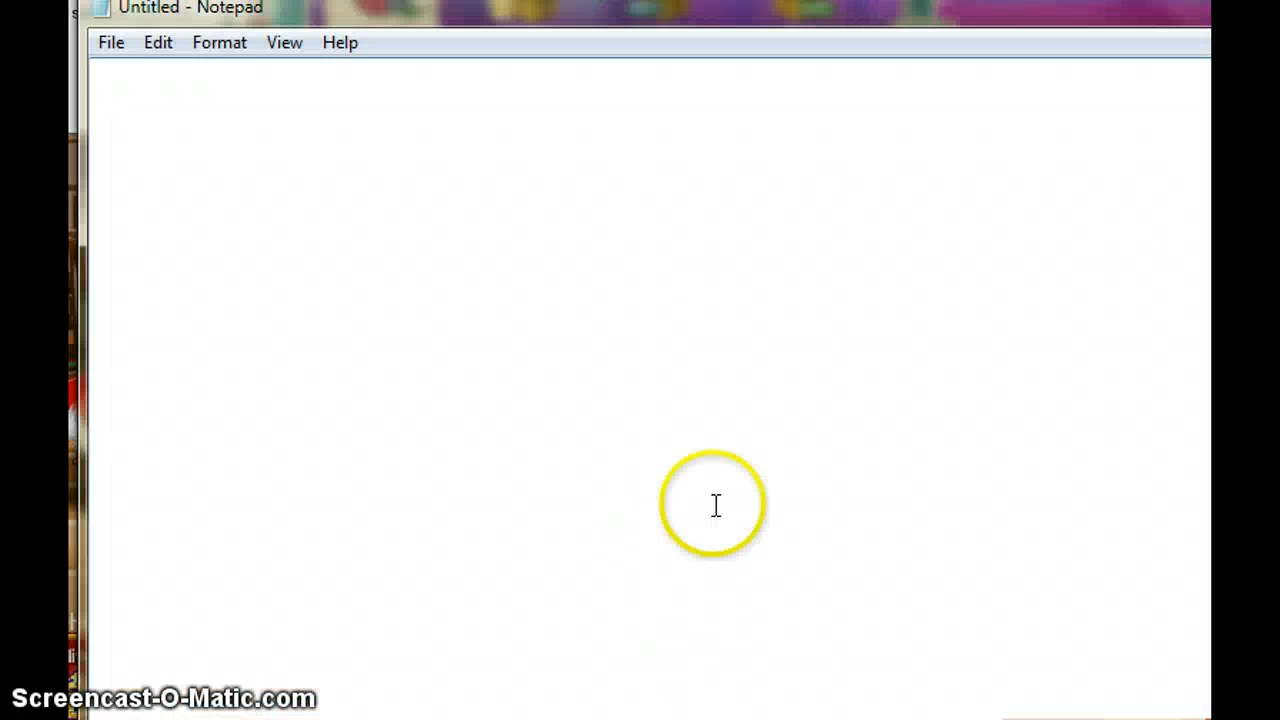 Untitled - Notepad
File Edit Format View Help
Screencast-O-Matic.com